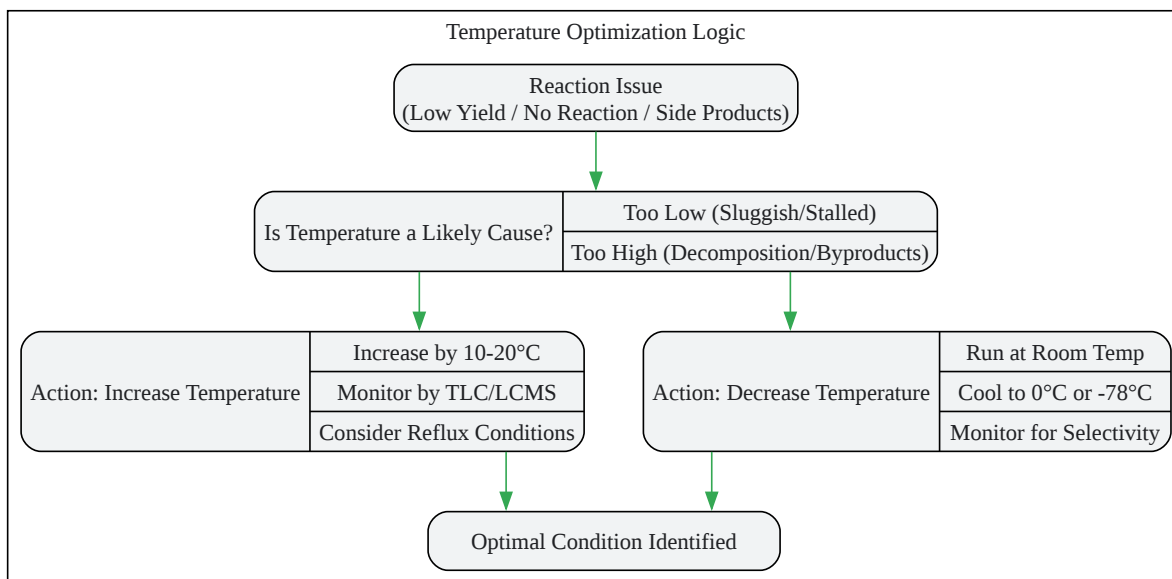 Temperature Optimization Logic
Reaction Issue
(Low Yield / No Reaction / Side Products)
Is Temperature a Likely Cause?
Too Low (Sluggish/Stalled)
Too High (Decomposition/Byproducts)
Action: Increase Temperature
Increase by 10-20°C
Monitor by TLC/LCMS
Consider Reflux Conditions
Action: Decrease Temperature
Run at Room Temp
Cool to 0°C or -78°C
Monitor for Selectivity
Optimal Condition Identified